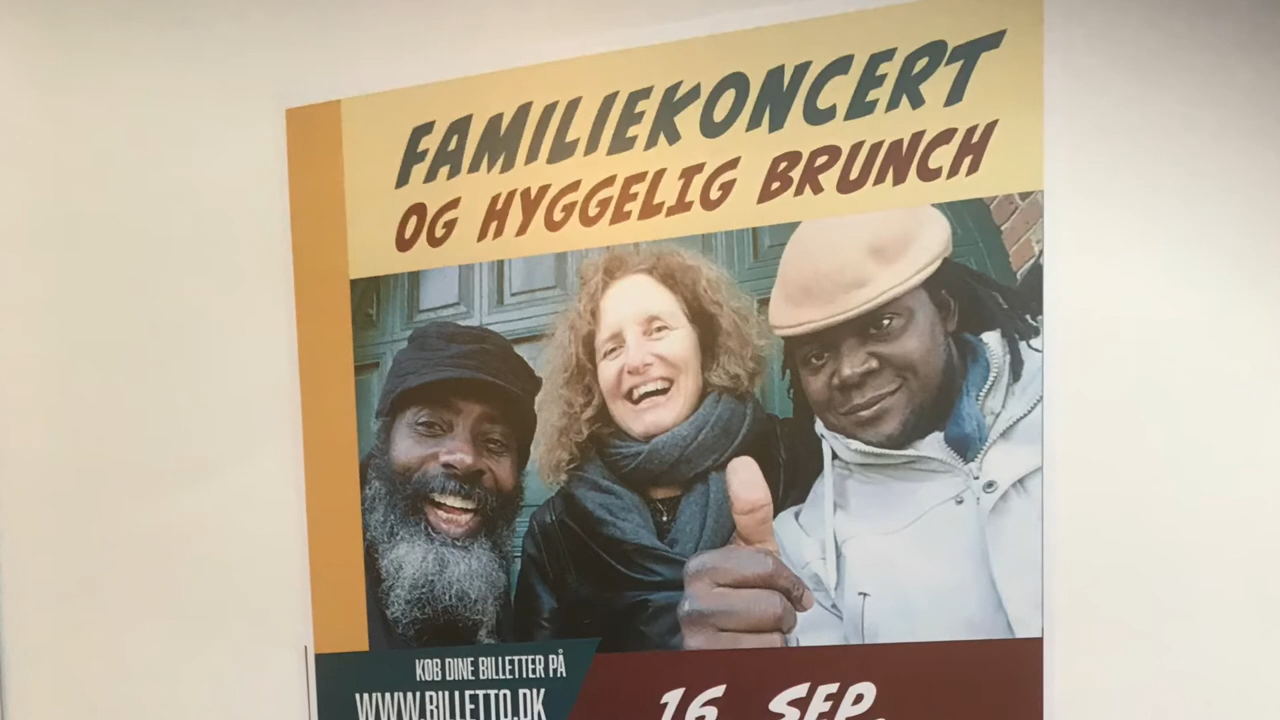 FAMILIEKONCERT
OG HYGGELIG BRUNCH
KØB DINE BILLETTER PÅ
WWW.BILLETTO.DK
16. SEP.